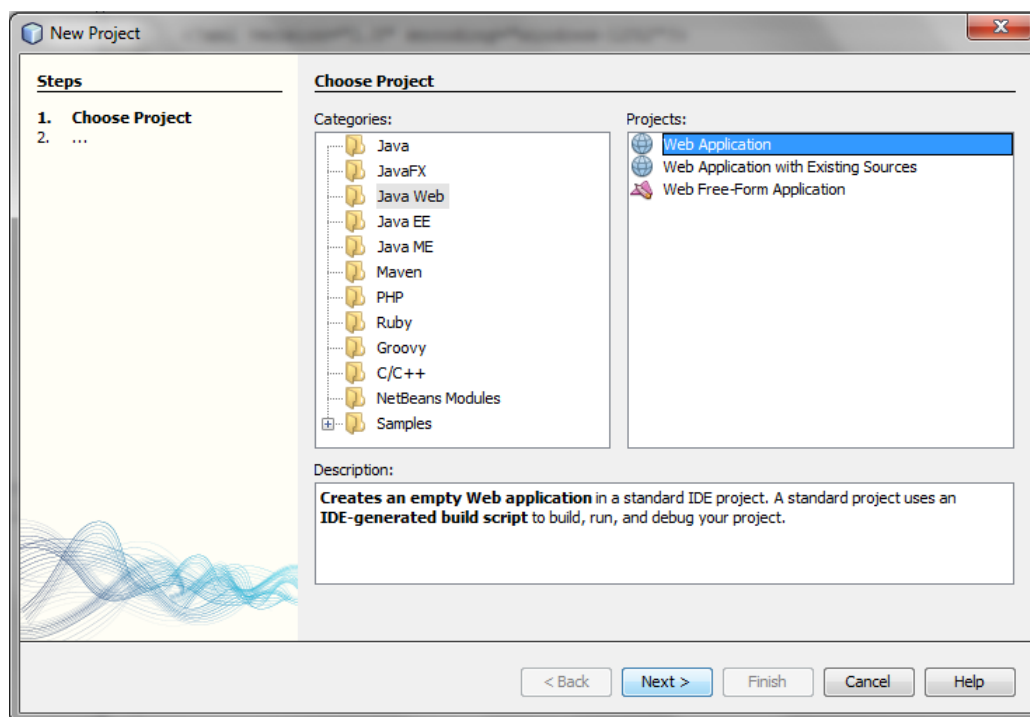 New Project
Steps
1. Choose Project
2. ...
Choose Project
Categories:
Java
JavaFX
Java Web
Java EE
Java ME
Maven
PHP
Ruby
Groovy
C/C++
NetBeans Modules
Samples
Projects:
Web Application
Web Application with Existing Sources
Web Free-Form Application
Description:
Creates an empty Web application in a standard IDE project. A standard project uses an
IDE-generated build script to build, run, and debug your project.
< Back
Next >
Finish
Cancel
Help